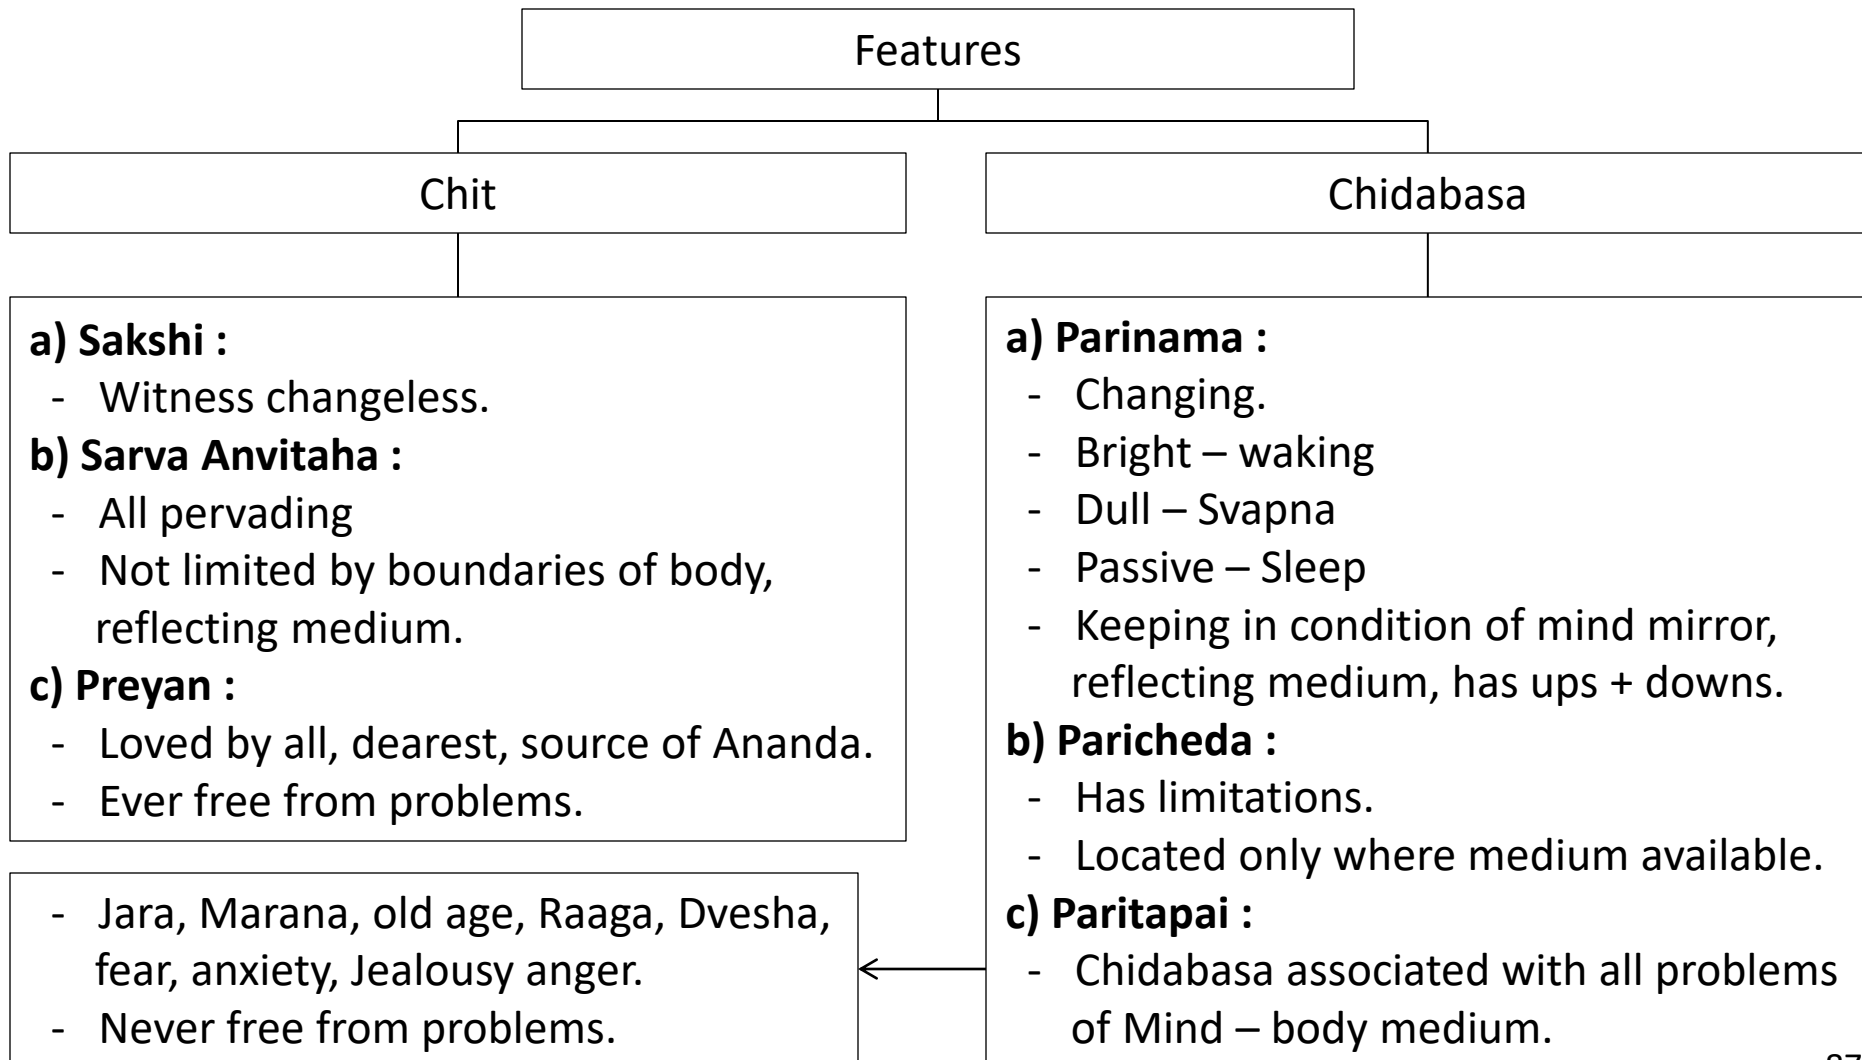 Features
Chit
a) Sakshi :
- Witness changeless.
b) Sarva Anvitaha :
- All pervading
- Not limited by boundaries of body,
reflecting medium.
c) Preyan :
- Loved by all, dearest, source of Ananda.
- Ever free from problems.
Chidabasa
a) Parinama :
- Changing.
- Bright – waking
- Dull – Svapna
- Passive – Sleep
- Keeping in condition of mind mirror,
reflecting medium, has ups + downs.
b) Paricheda :
- Has limitations.
- Located only where medium available.
c) Paritapai :
- Chidabasa associated with all problems
of Mind – body medium.
- Jara, Marana, old age, Raaga, Dvesha,
fear, anxiety, Jealousy anger.
- Never free from problems.